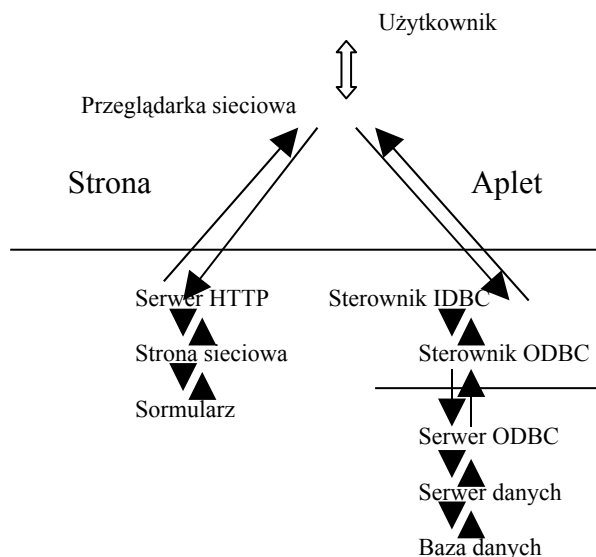 Użytkownik
Przeglądarka sieciowa
Strona Aplet
Serwer HTTP Sterownik IDBC
Strona sieciowa Sterownik ODBC
Sormularz
Serwer ODBC
Serwer danych
Baza danych